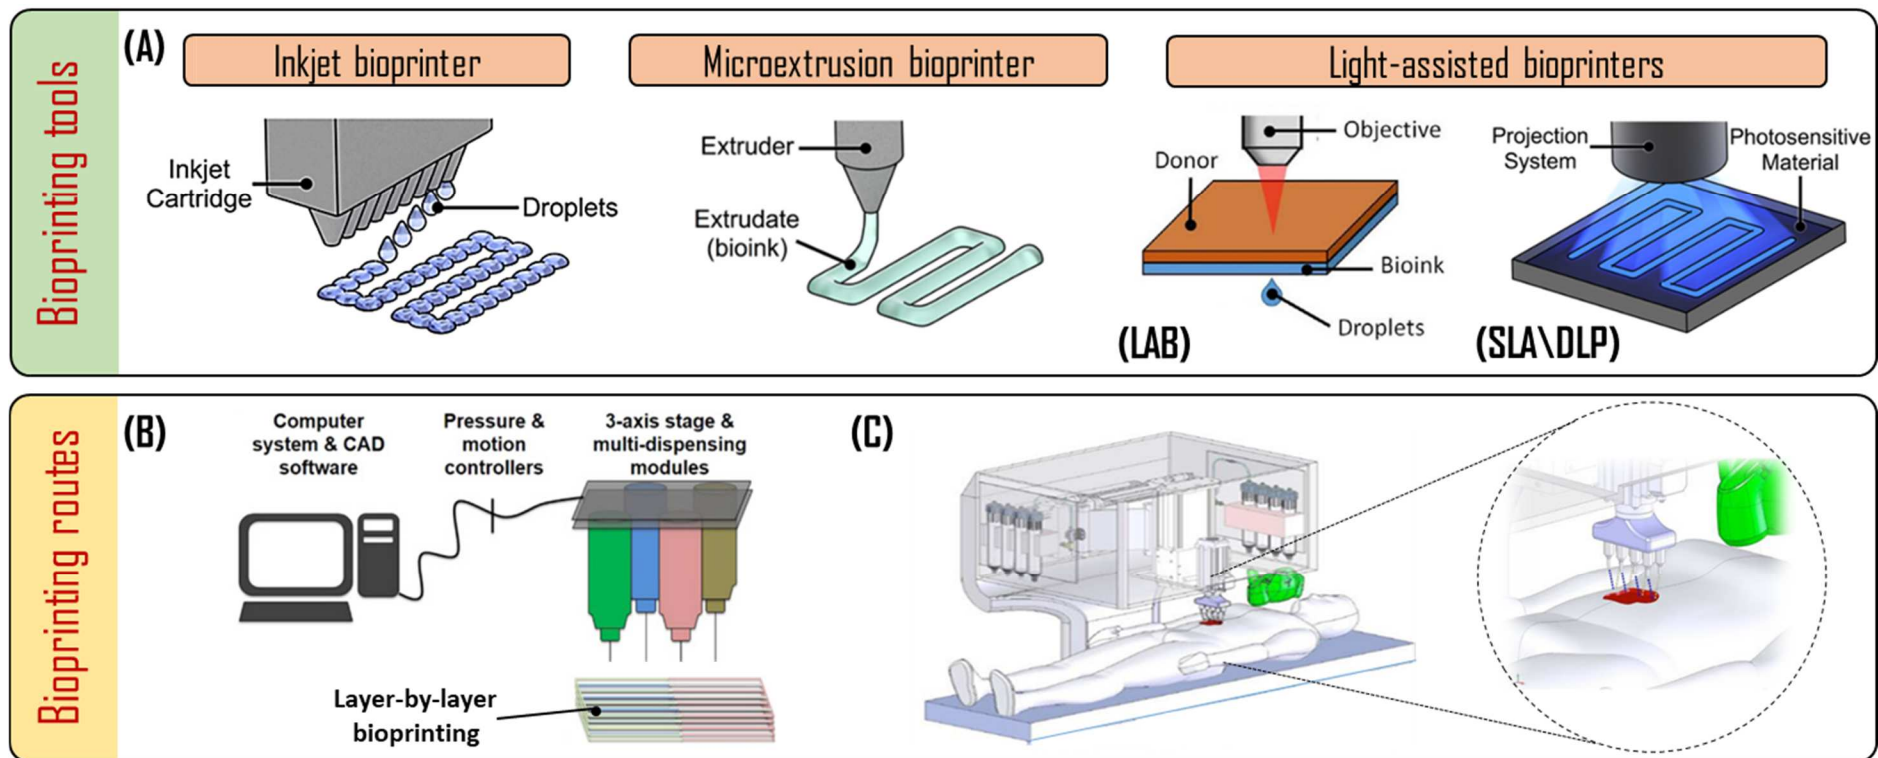 Bioprinting tools
(A)
Inkjet bioprinter
Microextrusion bioprinter
Light-assisted bioprinters
Inkjet
Cartridge
Droplets
Extruder
Extrudate
(bioink)
Objective
Donor
Bioink
Droplets
(LAB)
Projection
System
Photosensitive
Material
(SLA\DLP)
Bioprinting routes
(B)
Computer
system & CAD
software
Pressure &
motion
controllers
3-axis stage &
multi-dispensing
modules
Layer-by-layer
bioprinting
(C)